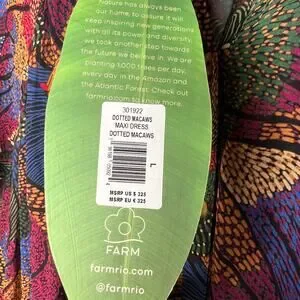 Nature has always been
our home, to assure it will
keep inspiring new generations
with all its power and diversity,
we took another step towards
the future we believe in. We are
planting 1,000 trees per day,
every day in the Amazon and
the Atlantic Forest. Check out
farmrio.com to know more.
301922
DOTTED MACAWS
MAXI DRESS
DOTTED MACAWS
L
MSRP US $ 325
MSRP EU € 325
FARM
farmrio.com
@farmrio